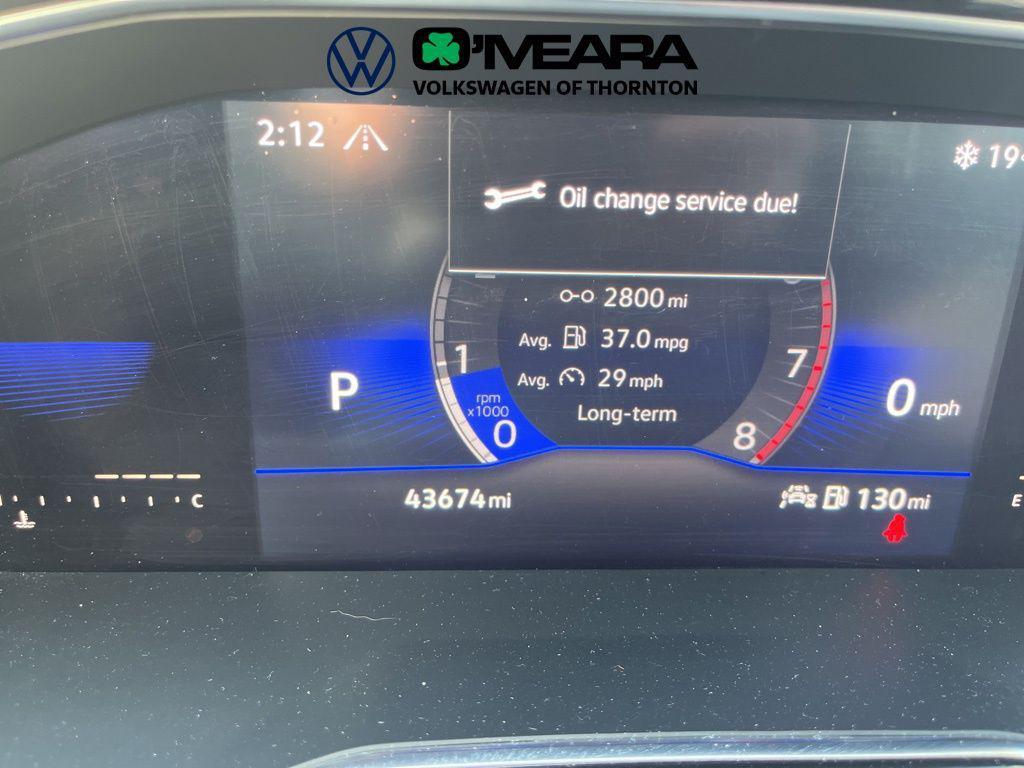 O'MEARA
VOLKSWAGEN OF THORNTON
2:12
Oil change service due!
2800 mi
Avg. 37.0 mpg
Avg. 29 mph
Long-term
1
rpm
x1000
0
7
8
P
0 mph
43674 mi
130 mi
C
E